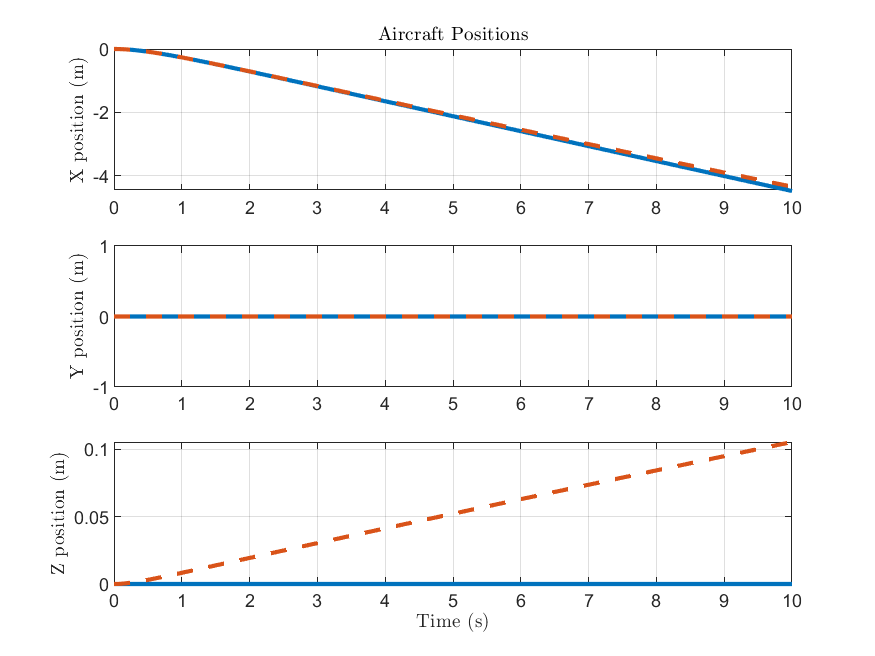 Aircraft Positions
X position (m)
0
-2
-4
0 1 2 3 4 5 6 7 8 9 10
Y position (m)
1
0
-1
0 1 2 3 4 5 6 7 8 9 10
Z position (m)
0.1
0.05
0
0 1 2 3 4 5 6 7 8 9 10
Time (s)